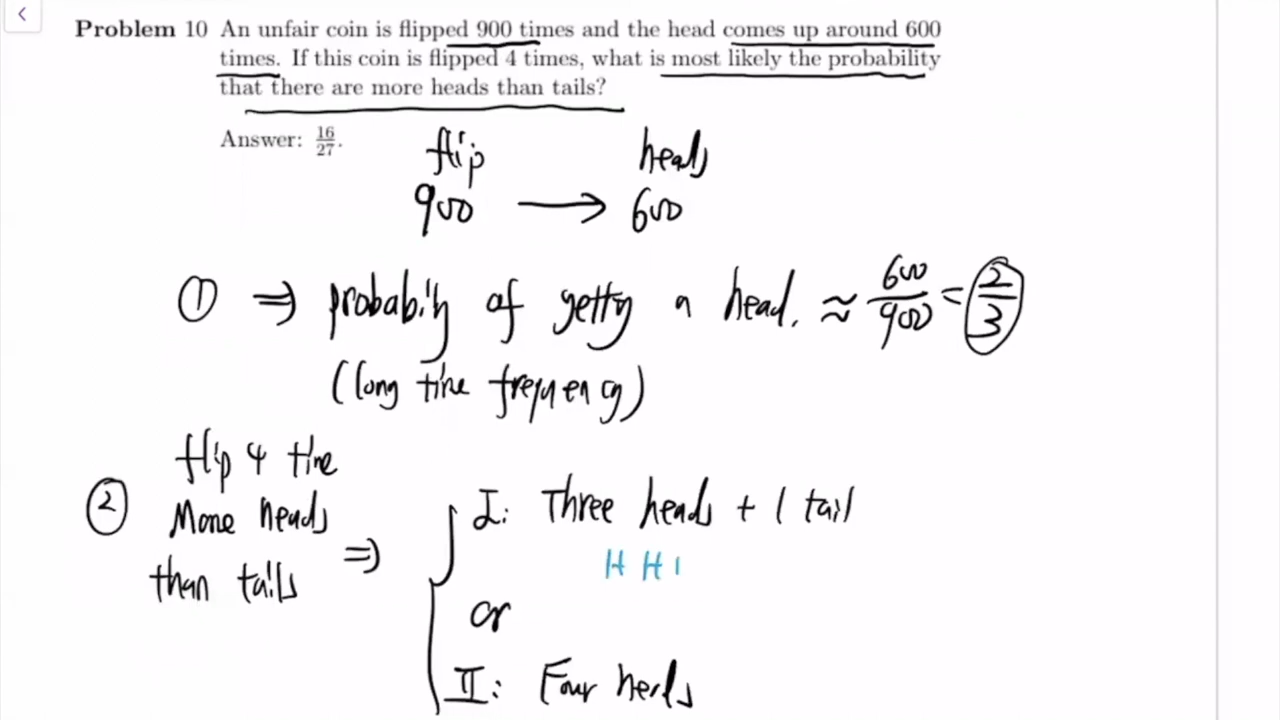 Problem 10 An unfair coin is flipped 900 times and the head comes up around 600
times. If this coin is flipped 4 times, what is most likely the probability
that there are more heads than tails?
Answer: 16/27.
flip heads
900 → 600
① ⇒ probability of getting a head. ≈ 600/900 = 2/3
(long time frequency)
② flip 4 time
More heads
than tails ⇒
I: Three heads + 1 tail
H H I
or
II: Four heads